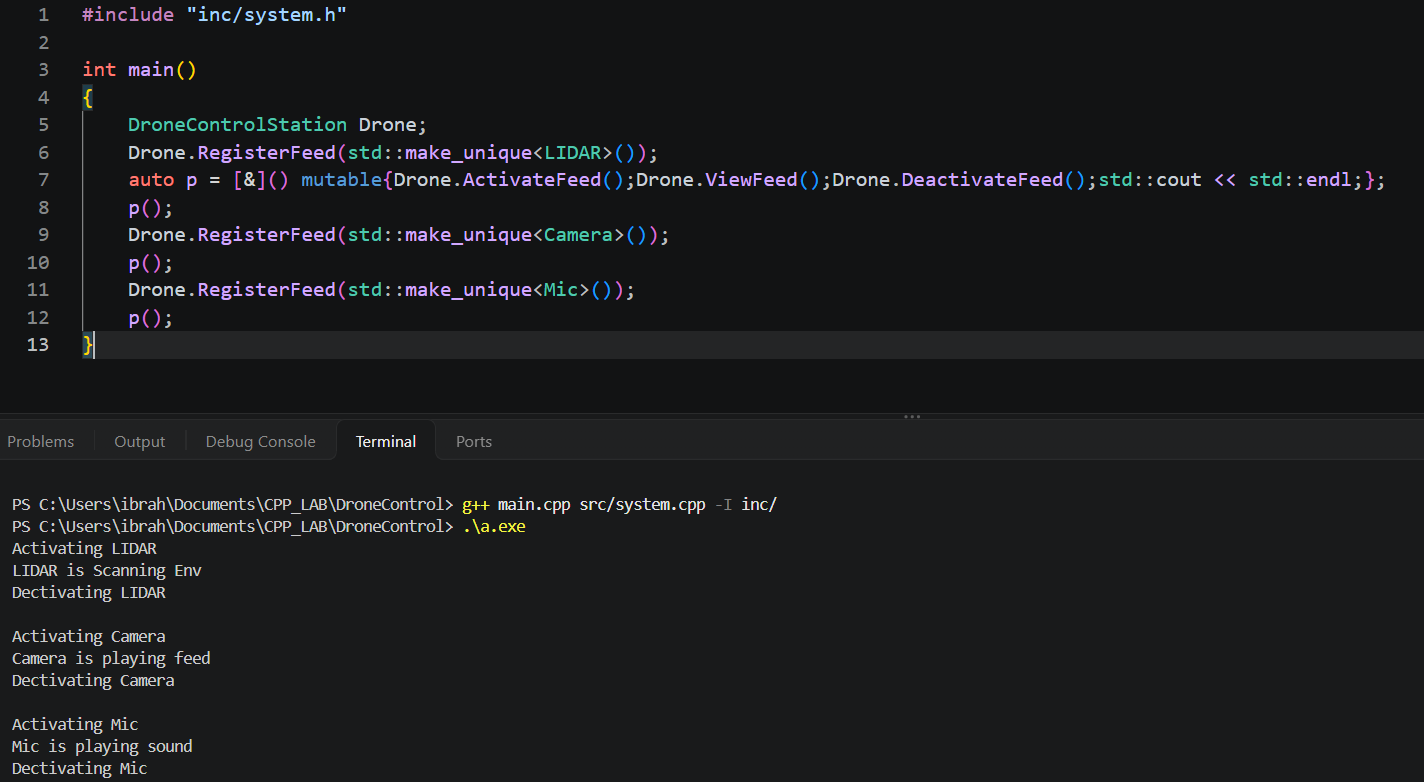 1 #include "inc/system.h"
2
3 int main()
4 {
5 DroneControlStation Drone;
6 Drone.RegisterFeed(std::make_unique<LIDAR>());
7 auto p = [&]() mutable{Drone.ActivateFeed();Drone.ViewFeed();Drone.DeactivateFeed();std::cout << std::endl;};
8 p();
9 Drone.RegisterFeed(std::make_unique<Camera>());
10 p();
11 Drone.RegisterFeed(std::make_unique<Mic>());
12 p();
13 }
Problems Output Debug Console Terminal Ports
PS C:\Users\ibrah\Documents\CPP_LAB\DroneControl> g++ main.cpp src/system.cpp -I inc/
PS C:\Users\ibrah\Documents\CPP_LAB\DroneControl> .\a.exe
Activating LIDAR
LIDAR is Scanning Env
Dectivating LIDAR
Activating Camera
Camera is playing feed
Dectivating Camera
Activating Mic
Mic is playing sound
Dectivating Mic